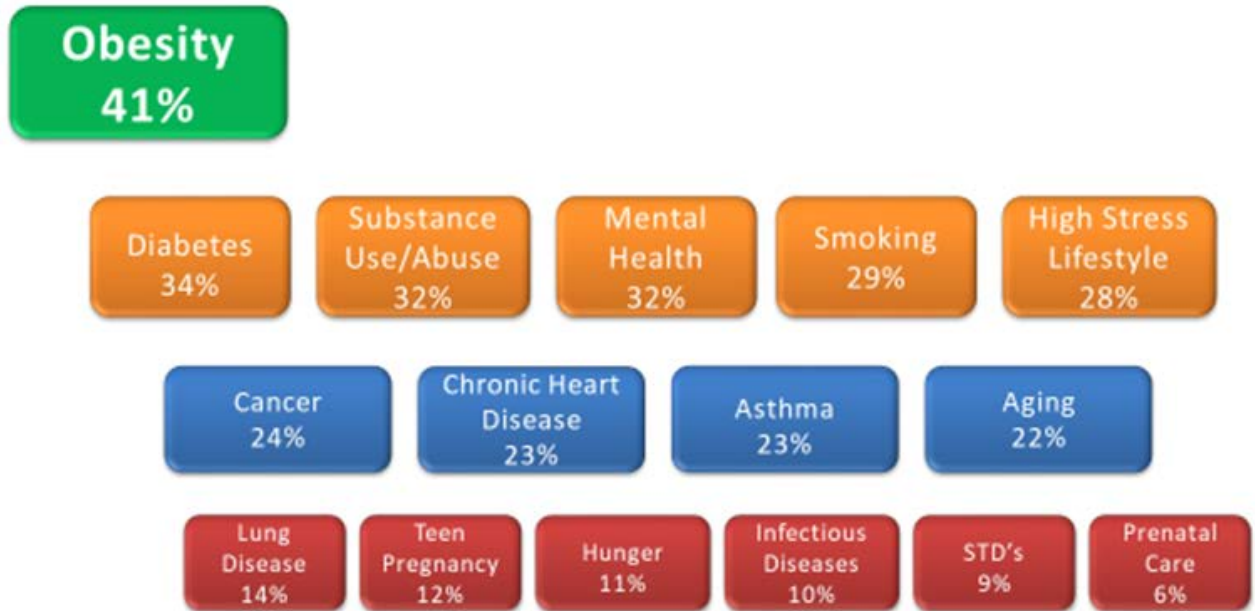 Obesity
41%
Diabetes
34%
Substance
Use/Abuse
32%
Mental
Health
32%
Smoking
29%
High Stress
Lifestyle
28%
Cancer
24%
Chronic Heart
Disease
23%
Asthma
23%
Aging
22%
Lung
Disease
14%
Teen
Pregnancy
12%
Hunger
11%
Infectious
Diseases
10%
STD's
9%
Prenatal
Care
6%